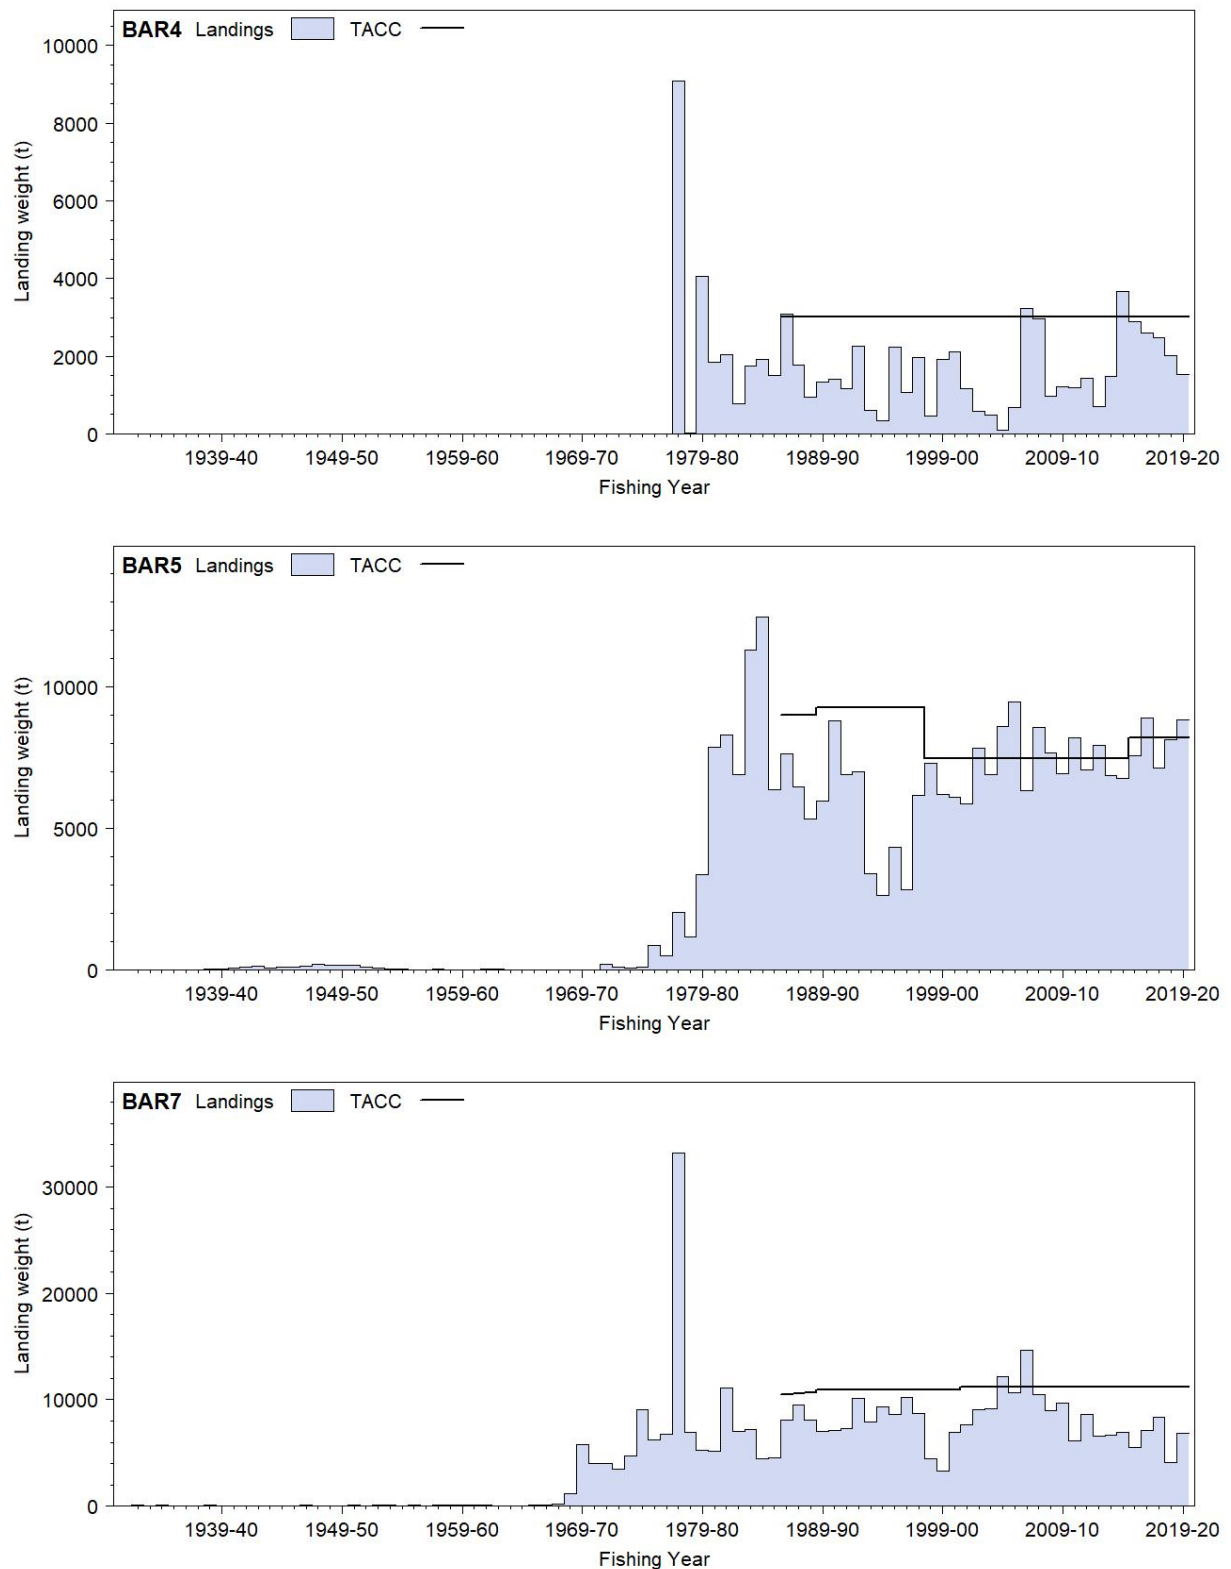 BAR4 Landings TACC
10000
8000
6000
4000
2000
0
Landing weight (t)
1939-40 1949-50 1959-60 1969-70 1979-80 1989-90 1999-00 2009-10 2019-20
Fishing Year
BAR5 Landings TACC
10000
5000
0
Landing weight (t)
1939-40 1949-50 1959-60 1969-70 1979-80 1989-90 1999-00 2009-10 2019-20
Fishing Year
BAR7 Landings TACC
30000
20000
10000
0
Landing weight (t)
1939-40 1949-50 1959-60 1969-70 1979-80 1989-90 1999-00 2009-10 2019-20
Fishing Year